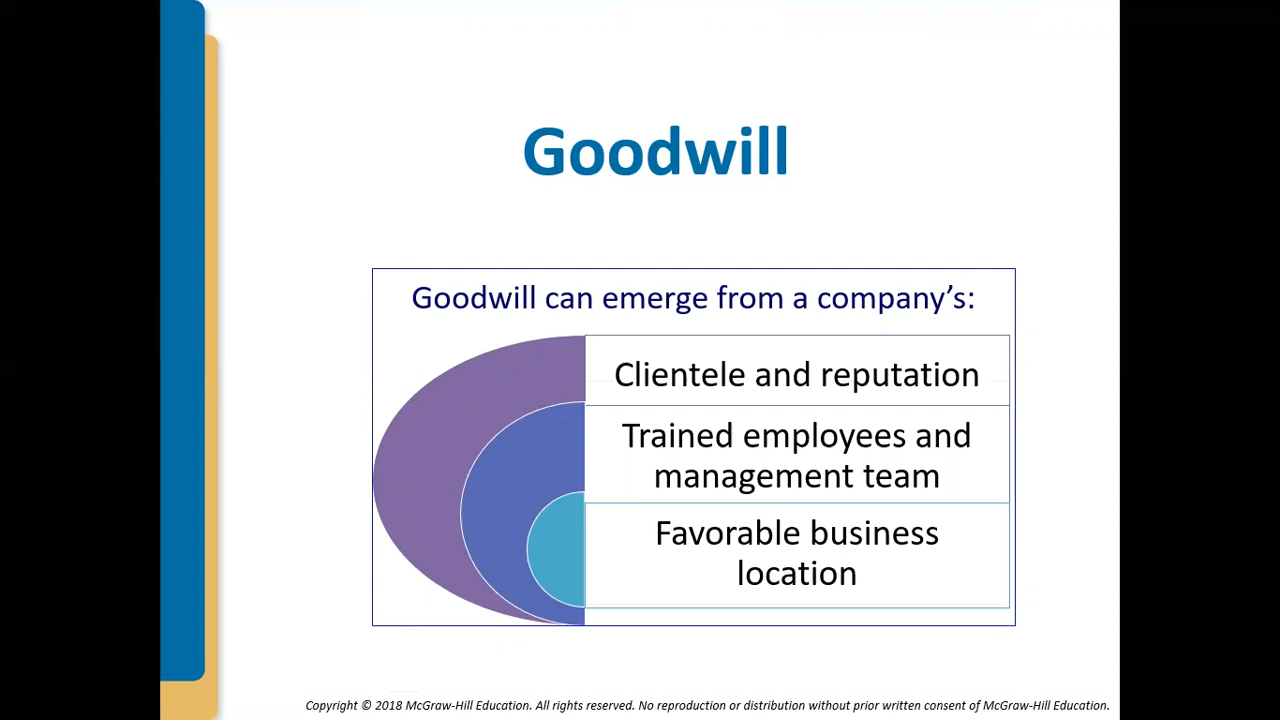 Goodwill
Goodwill can emerge from a company’s:
Clientele and reputation
Trained employees and
management team
Favorable business
location
Copyright © 2018 McGraw-Hill Education. All rights reserved. No reproduction or distribution without prior written consent of McGraw-Hill Education.